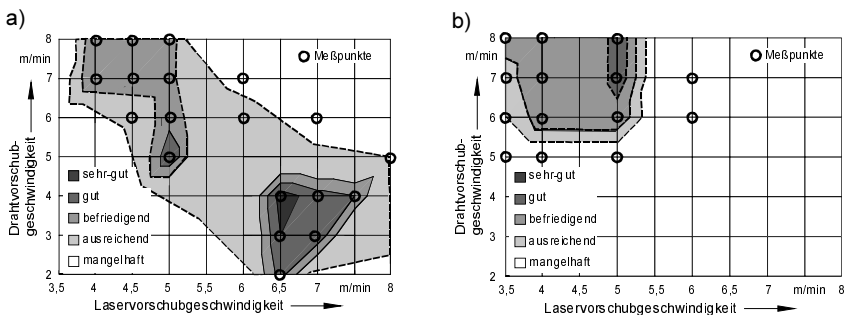 a)
8
m/min
7
6
5
4
3
2
Drahtvorschub-
geschwindigkeit
Meßpunkte
sehr-gut
gut
befriedigend
ausreichend
mangelhaft
3,5 4 4,5 5 5,5 6 6,5 7 m/min 8
Laservorschubgeschwindigkeit
b)
8
m/min
7
6
5
4
3
2
Drahtvorschub-
geschwindigkeit
Meßpunkte
sehr-gut
gut
befriedigend
ausreichend
mangelhaft
3,5 4 4,5 5 5,5 6 6,5 7 m/min 8
Laservorschubgeschwindigkeit